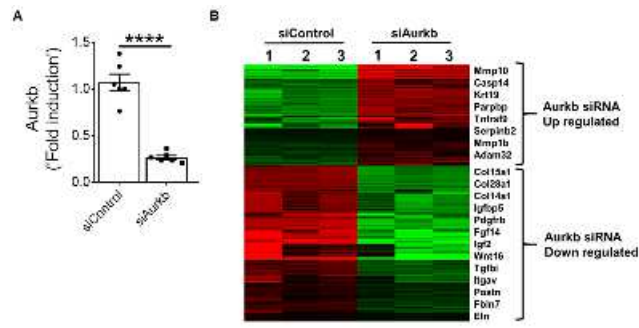 A
****
Aurkb
('Fold induction')
1.5
1.0
0.5
0.0
siControl
siAurkb
B
siControl siAurkb
1 2 3 1 2 3
Mmp10
Casp14
Krt19
Parpbp
Tnfrsf9
Serpinb2
Mmp1b
Adam32
Aurkb siRNA
Up regulated
Col15a1
Col28a1
Col14a1
Igfbp5
Pdgfrb
Fgf14
Igf2
Wnt16
Tgfbi
Itgav
Postn
Fbln7
Eln
Aurkb siRNA
Down regulated